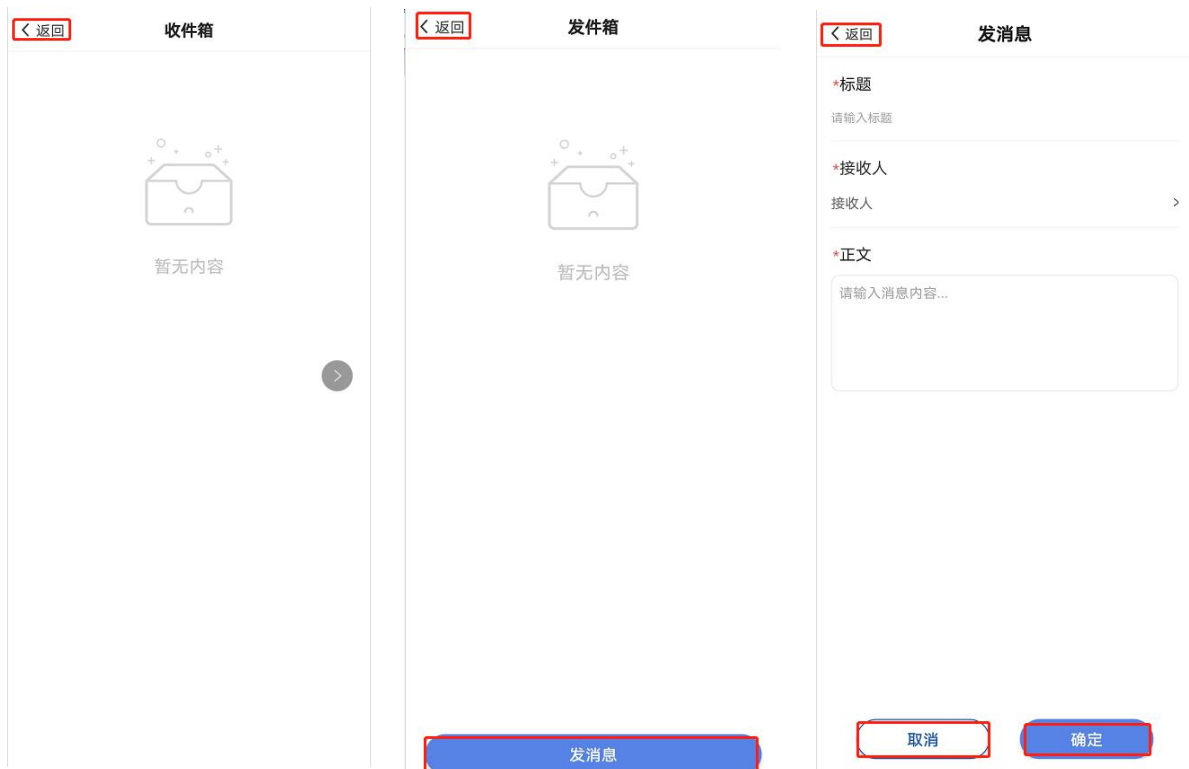 返回
收件箱
暂无内容
返回
发件箱
暂无内容
发消息
返回
发消息
*标题
请输入标题
*接收人
接收人
*正文
请输入消息内容...
取消
确定